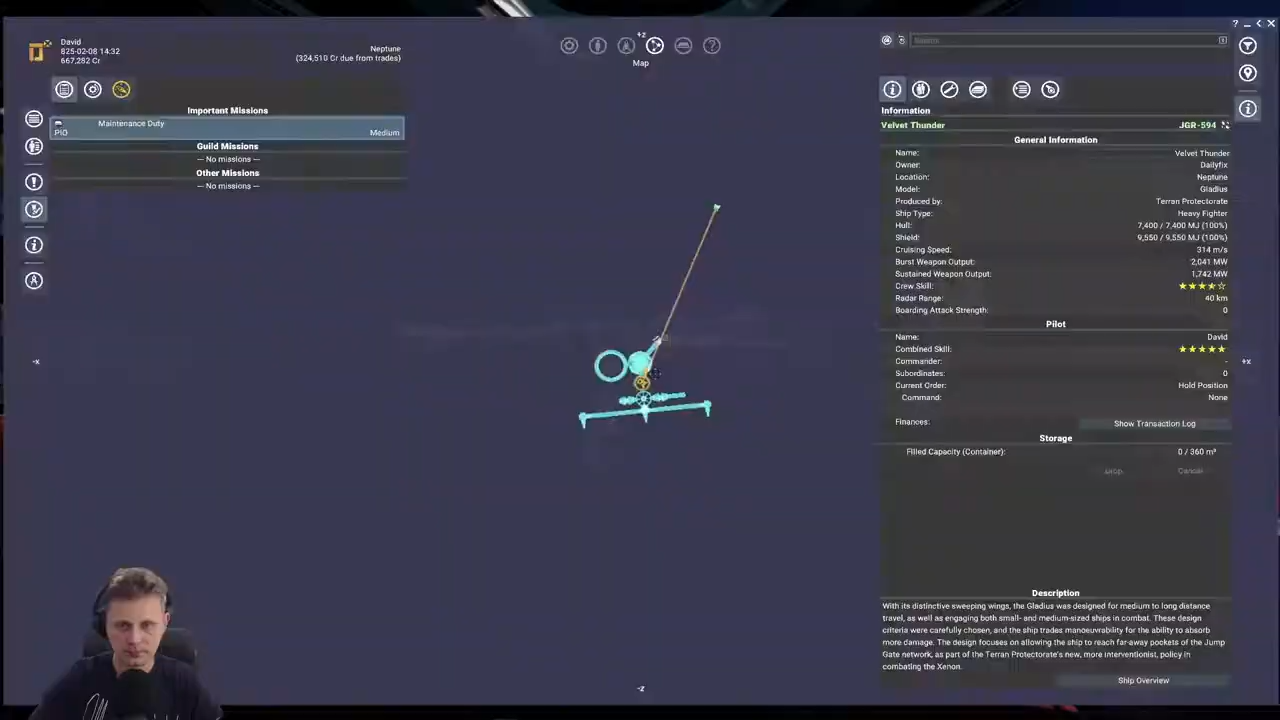 David
825-02-08 14:32
667,282 Cr
Neptune
(324,510 Cr due from trades)
+z
Map
Important Missions
Maintenance Duty
PIO Medium
Guild Missions
--- No missions ---
Other Missions
--- No missions ---
-x
+x
-z
Information
Velvet Thunder JGR-594
General Information
Name: Velvet Thunder
Owner: Dailyfix
Location: Neptune
Model: Gladius
Produced by: Terran Protectorate
Ship Type: Heavy Fighter
Hull: 7,400 / 7,400 MJ (100%)
Shield: 9,550 / 9,550 MJ (100%)
Cruising Speed: 314 m/s
Burst Weapon Output: 2,041 MW
Sustained Weapon Output: 1,742 MW
Crew Skill: ★★★★☆
Radar Range: 40 km
Boarding Attack Strength: 0
Pilot
Name: David
Combined Skill: ★★★★★
Commander: -
Subordinates: 0
Current Order: Hold Position
Command: None
Finances: Show Transaction Log
Storage
Filled Capacity (Container): 0 / 360 m³
Drop Cancel
Description
With its distinctive sweeping wings, the Gladius was designed for medium to long distance
travel, as well as engaging both small- and medium-sized ships in combat. These design
criteria were carefully chosen, and the ship trades manoeuvrability for the ability to absorb
more damage. The design focuses on allowing the ship to reach far-away pockets of the Jump
Gate network, as part of the Terran Protectorate's new, more interventionist, policy in
combating the Xenon.
Ship Overview